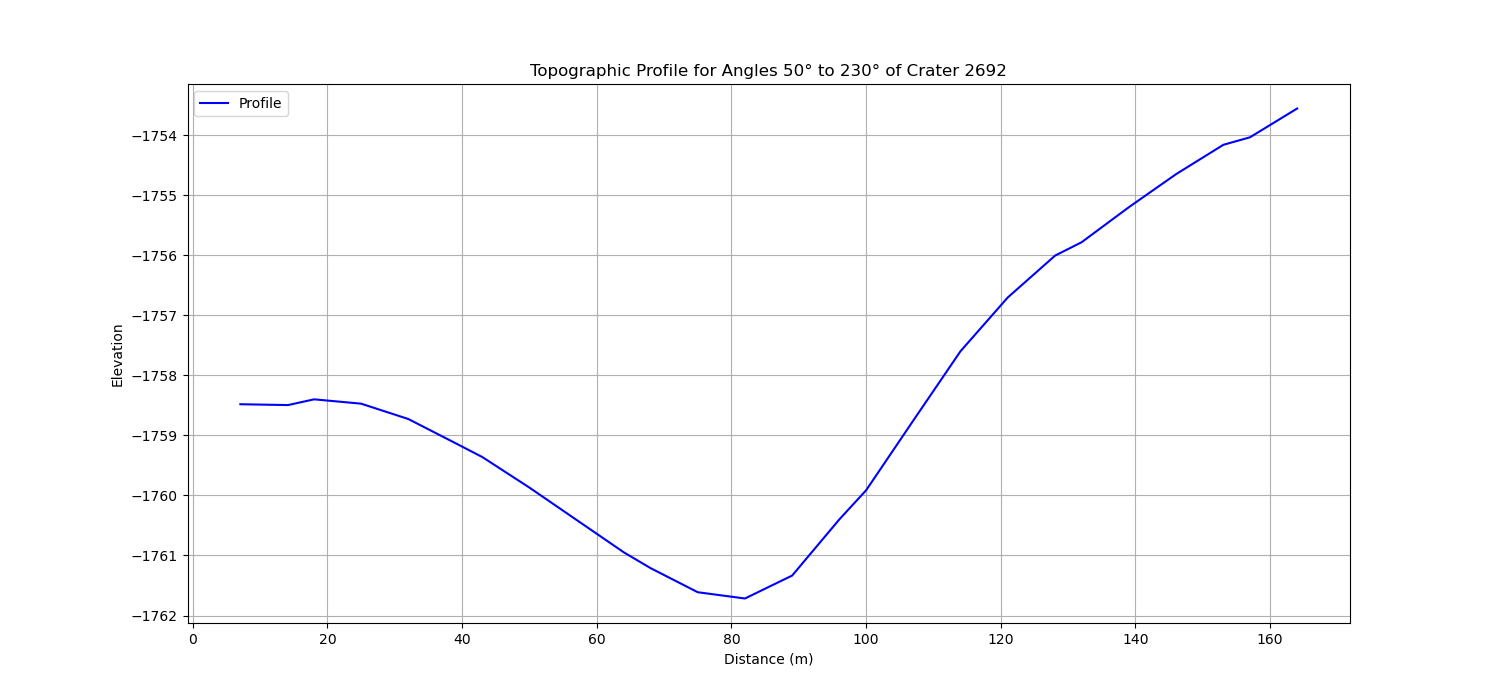 Topographic Profile for Angles 50° to 230° of Crater 2692
Profile
−1754
−1755
−1756
−1757
−1758
−1759
−1760
−1761
−1762
Elevation
0 20 40 60 80 100 120 140 160
Distance (m)